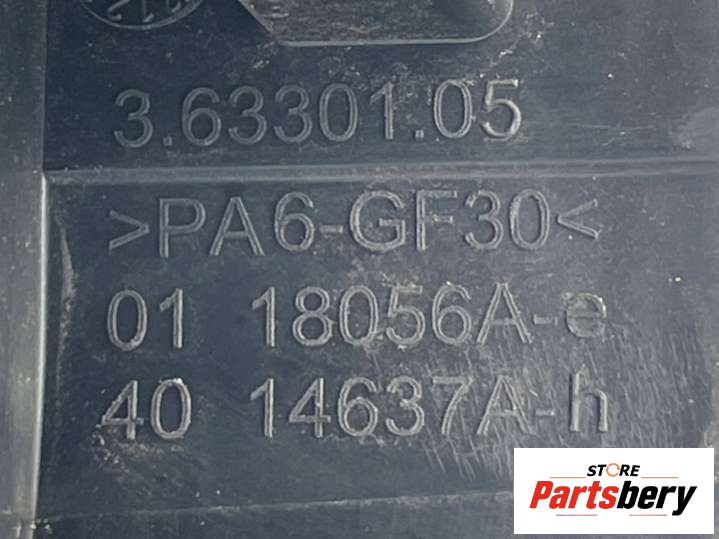 3.63301.05
>PA6-GF30<
01 18056A-e
40 14637A-h
STORE
Partsbery